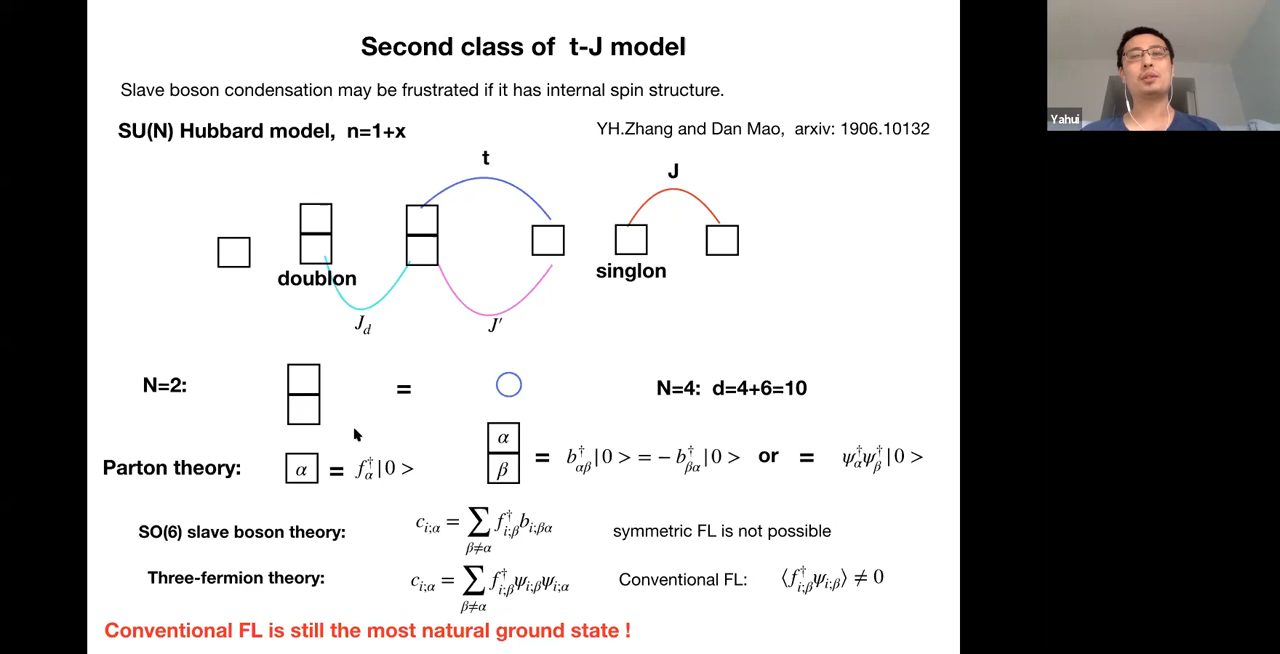 Second class of t-J model
Slave boson condensation may be frustrated if it has internal spin structure.
SU(N) Hubbard model, n=1+x
YH.Zhang and Dan Mao, arxiv: 1906.10132
Yahui
t
J
doublon
singlon
J_d
J'
N=2:
=
N=4: d=4+6=10
Parton theory:
α = f†_α|0 >
α
β
= b†_{αβ}|0 > = − b†_{βα}|0 > or = ψ†_α ψ†_β|0 >
SO(6) slave boson theory:
c_{i;α} = ∑_{β≠α} f†_{i;β} b_{i;βα}
symmetric FL is not possible
Three-fermion theory:
c_{i;α} = ∑_{β≠α} f†_{i;β} ψ_{i;β} ψ_{i;α}
Conventional FL: ⟨f†_{i;β} ψ_{i;β}⟩ ≠ 0
Conventional FL is still the most natural ground state !